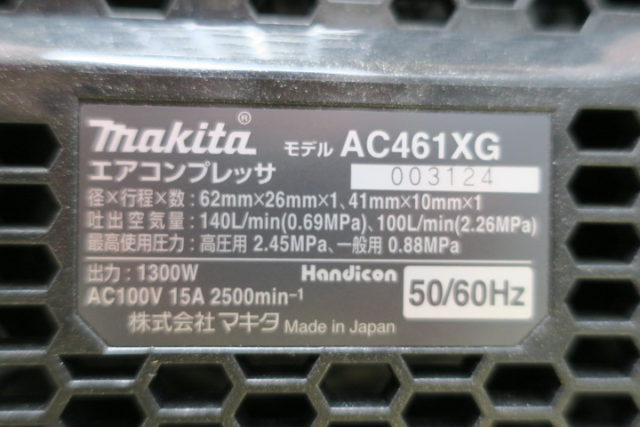 makita® モデル AC461XG
エアコンプレッサ 003124
径×行程×数：62mm×26mm×1、41mm×10mm×1
吐出空気量：140L/min(0.69MPa)、100L/min(2.26MPa)
最高使用圧力：高圧用 2.45MPa、一般用 0.88MPa
出力：1300W Handicon
AC100V 15A 2500min⁻¹ 50/60Hz
株式会社 マキタ Made in Japan